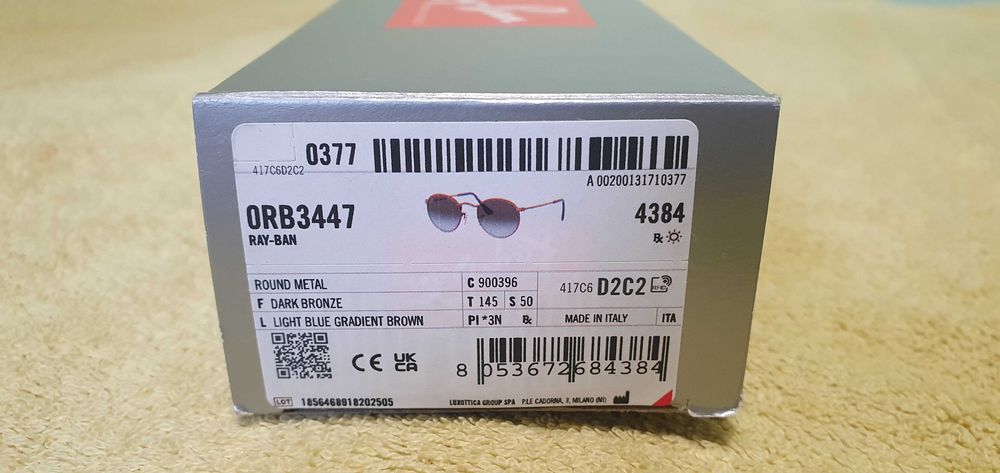 0377
417C6D2C2
A 00200131710377
0RB3447
RAY-BAN
4384
℞
ROUND METAL
C 900396
417C6 D2C2
F DARK BRONZE
T 145 S 50
L LIGHT BLUE GRADIENT BROWN
PI *3N ℞
MADE IN ITALY ITA
CE UK CA
8 053672 684384
LOT 1856468918202505
LUXOTTICA GROUP SPA P.LE CADORNA, 3, MILANO (MI)